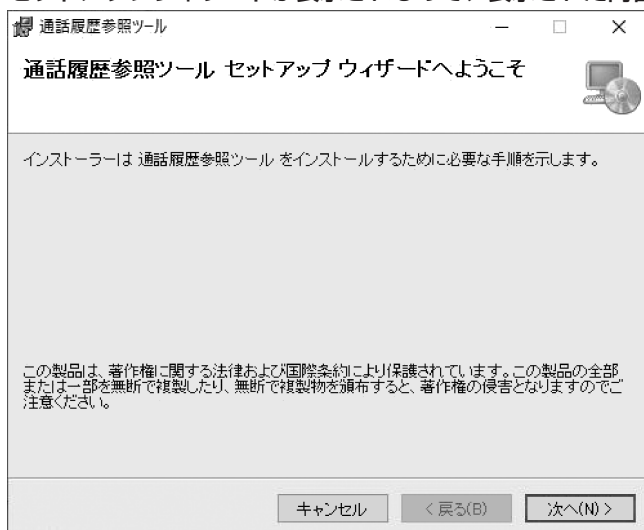 通話履歴参照ツール
通話履歴参照ツール セットアップ ウィザードへようこそ
インストーラーは 通話履歴参照ツール をインストールするために必要な手順を示します。
この製品は、著作権に関する法律および国際条約により保護されています。この製品の全部
または一部を無断で複製したり、無断で複製物を頒布すると、著作権の侵害となりますのでご
注意ください。
キャンセル
< 戻る(B)
次へ(N) >